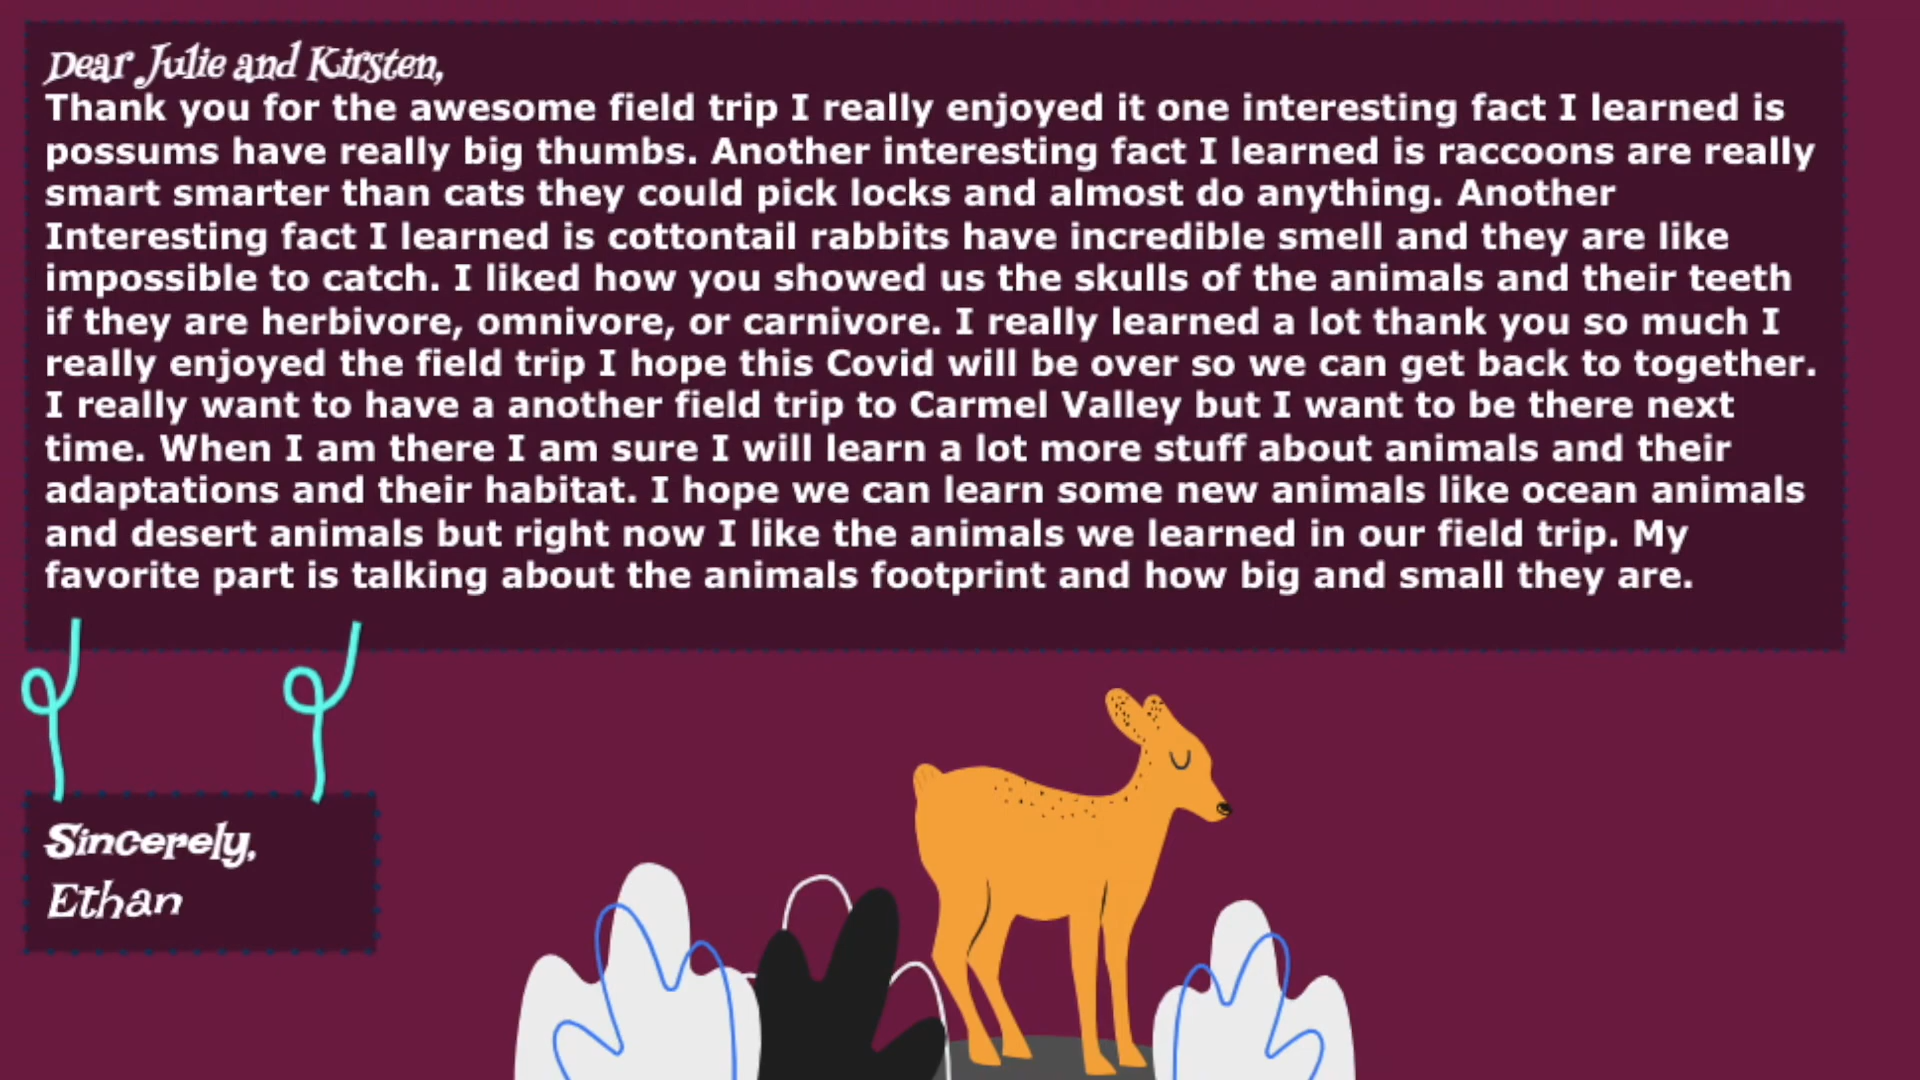 Dear Julie and Kirsten,
Thank you for the awesome field trip I really enjoyed it one interesting fact I learned is
possums have really big thumbs. Another interesting fact I learned is raccoons are really
smart smarter than cats they could pick locks and almost do anything. Another
Interesting fact I learned is cottontail rabbits have incredible smell and they are like
impossible to catch. I liked how you showed us the skulls of the animals and their teeth
if they are herbivore, omnivore, or carnivore. I really learned a lot thank you so much I
really enjoyed the field trip I hope this Covid will be over so we can get back to together.
I really want to have a another field trip to Carmel Valley but I want to be there next
time. When I am there I am sure I will learn a lot more stuff about animals and their
adaptations and their habitat. I hope we can learn some new animals like ocean animals
and desert animals but right now I like the animals we learned in our field trip. My
favorite part is talking about the animals footprint and how big and small they are.
Sincerely,
Ethan